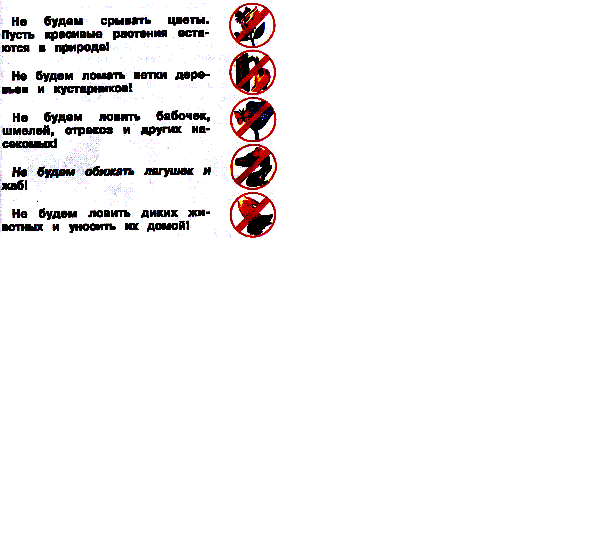 Не будем срывать цветы.
Пусть красивые растения оста-
ются в природе!
Не будем ломать ветки дере-
вьев и кустарников!
Не будем ловить бабочек,
шмелей, стрекоз и других на-
секомых!
Не будем обижать лягушек и
жаб!
Не будем ловить диких жи-
вотных и уносить их домой!